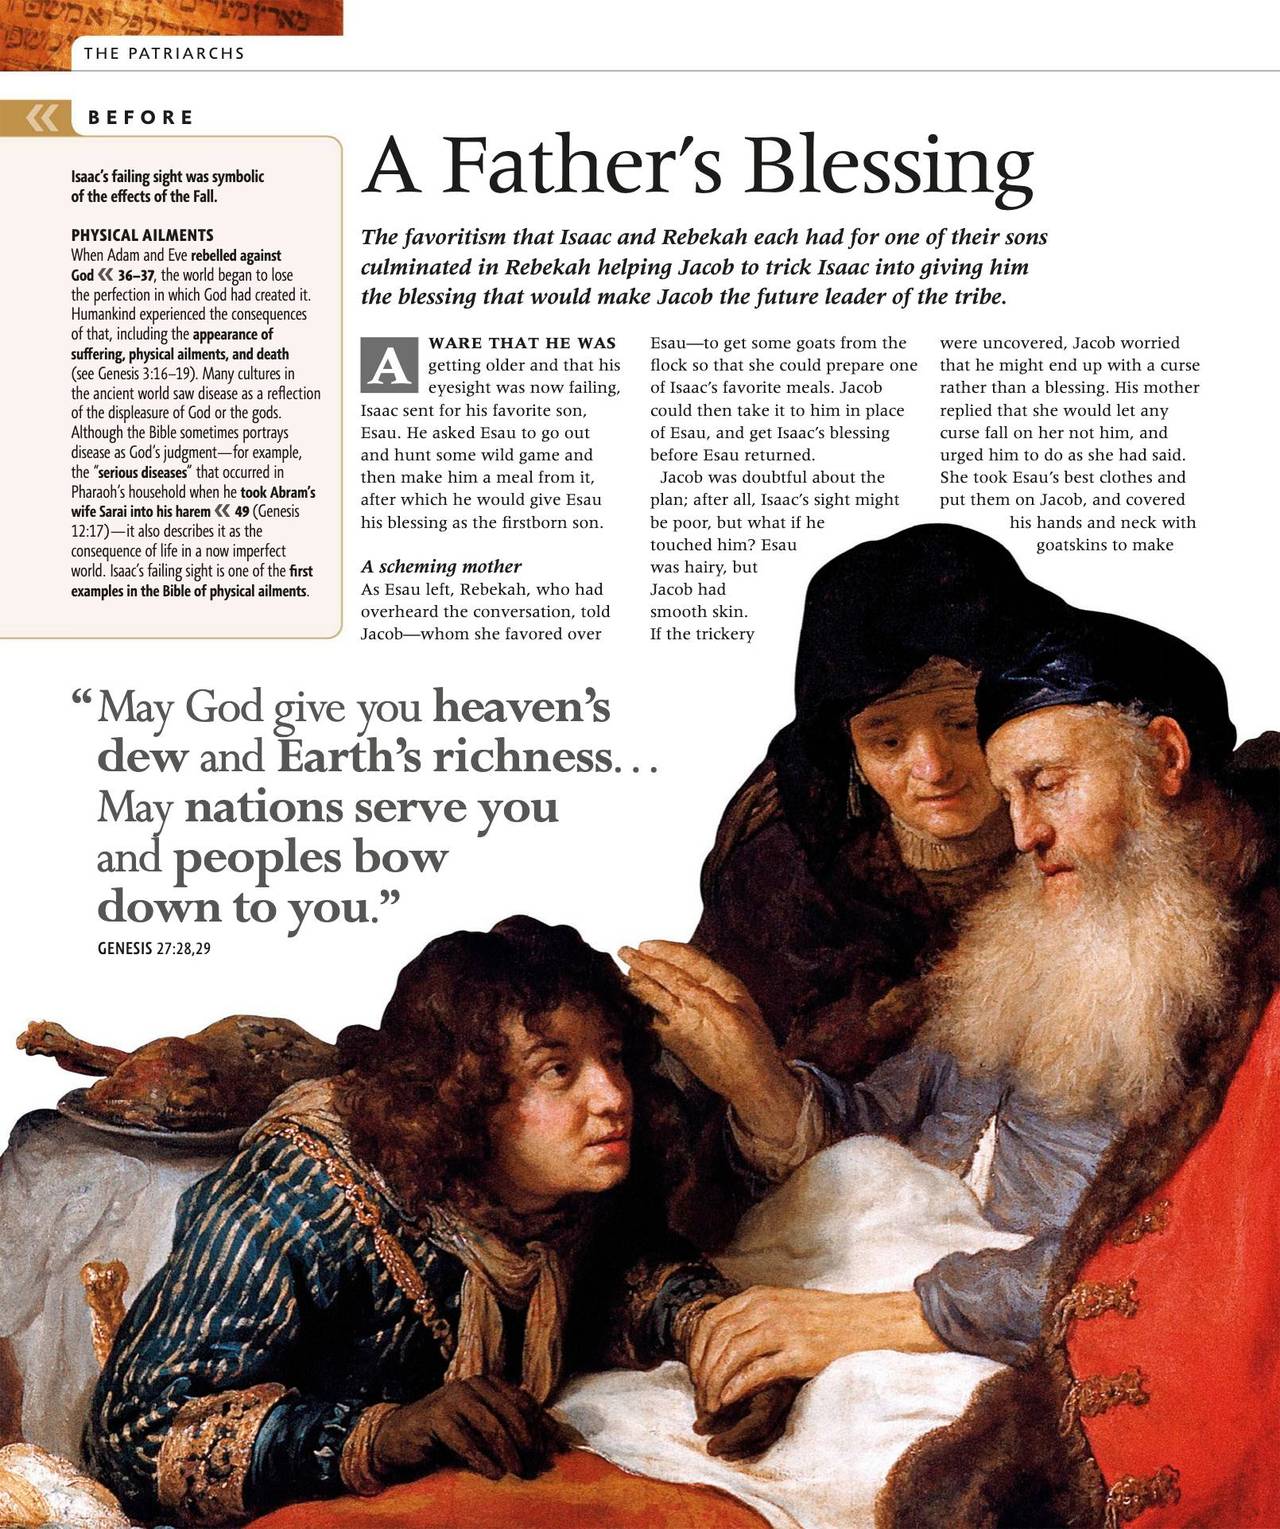 THE PATRIARCHS
BEFORE
Isaac’s failing sight was symbolic
of the effects of the Fall.
PHYSICAL AILMENTS
When Adam and Eve rebelled against
God « 36–37, the world began to lose
the perfection in which God had created it.
Humankind experienced the consequences
of that, including the appearance of
suffering, physical ailments, and death
(see Genesis 3:16–19). Many cultures in
the ancient world saw disease as a reflection
of the displeasure of God or the gods.
Although the Bible sometimes portrays
disease as God’s judgment—for example,
the “serious diseases” that occurred in
Pharaoh’s household when he took Abram’s
wife Sarai into his harem « 49 (Genesis
12:17)—it also describes it as the
consequence of life in a now imperfect
world. Isaac’s failing sight is one of the first
examples in the Bible of physical ailments.
A Father’s Blessing
The favoritism that Isaac and Rebekah each had for one of their sons
culminated in Rebekah helping Jacob to trick Isaac into giving him
the blessing that would make Jacob the future leader of the tribe.
AWARE THAT HE WAS
getting older and that his
eyesight was now failing,
Isaac sent for his favorite son,
Esau. He asked Esau to go out
and hunt some wild game and
then make him a meal from it,
after which he would give Esau
his blessing as the firstborn son.
A scheming mother
As Esau left, Rebekah, who had
overheard the conversation, told
Jacob—whom she favored over
Esau—to get some goats from the
flock so that she could prepare one
of Isaac’s favorite meals. Jacob
could then take it to him in place
of Esau, and get Isaac’s blessing
before Esau returned.
Jacob was doubtful about the
plan; after all, Isaac’s sight might
be poor, but what if he
touched him? Esau
was hairy, but
Jacob had
smooth skin.
If the trickery
were uncovered, Jacob worried
that he might end up with a curse
rather than a blessing. His mother
replied that she would let any
curse fall on her not him, and
urged him to do as she had said.
She took Esau’s best clothes and
put them on Jacob, and covered
his hands and neck with
goatskins to make
“May God give you heaven’s
dew and Earth’s richness...
May nations serve you
and peoples bow
down to you.”
GENESIS 27:28,29